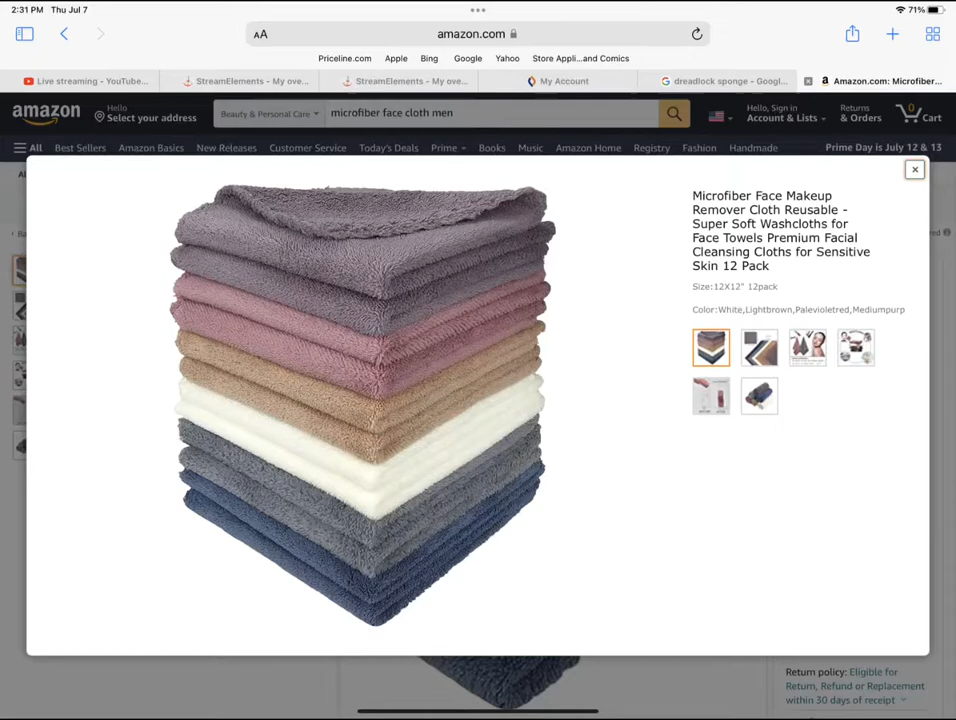 2:31 PM Thu Jul 7
71%
AA
amazon.com
Priceline.com Apple Bing Google Yahoo Store Appli...and Comics
Live streaming - YouTube...
StreamElements - My ove...
StreamElements - My ove...
My Account
dreadlock sponge - Googl...
Amazon.com: Microfiber...
amazon
Hello
Select your address
Beauty & Personal Care
microfiber face cloth men
Hello, Sign in
Account & Lists
Returns
& Orders
0
Cart
All Best Sellers Amazon Basics New Releases Customer Service Today's Deals Prime Books Music Amazon Home Registry Fashion Handmade
Prime Day is July 12 & 13
Microfiber Face Makeup
Remover Cloth Reusable -
Super Soft Washcloths for
Face Towels Premium Facial
Cleansing Cloths for Sensitive
Skin 12 Pack
Size:12X12" 12pack
Color:White,Lightbrown,Palevioletred,Mediumpurp
Return policy: Eligible for
Return, Refund or Replacement
within 30 days of receipt